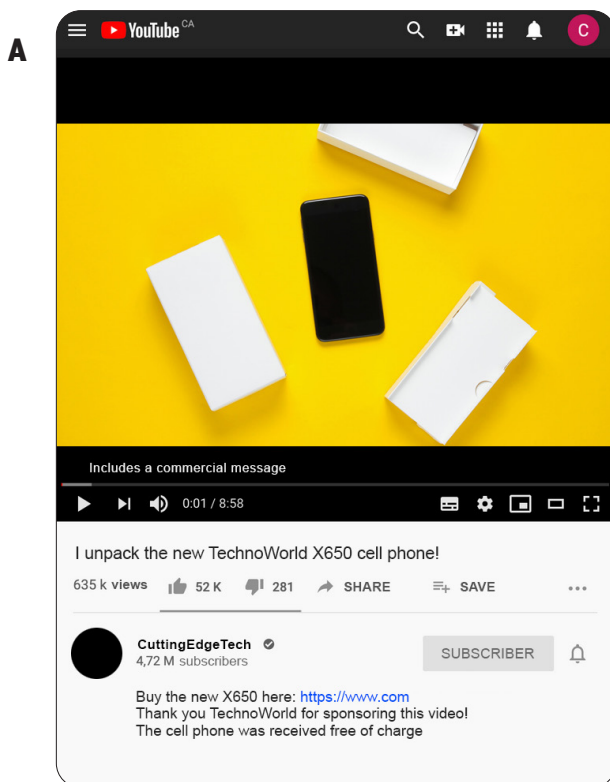 A
YouTube CA
C
Includes a commercial message
0:01 / 8:58
I unpack the new TechnoWorld X650 cell phone!
635 k views 52 K 281 SHARE SAVE
CuttingEdgeTech
4,72 M subscribers
SUBSCRIBER
Buy the new X650 here: https://www.com
Thank you TechnoWorld for sponsoring this video!
The cell phone was received free of charge